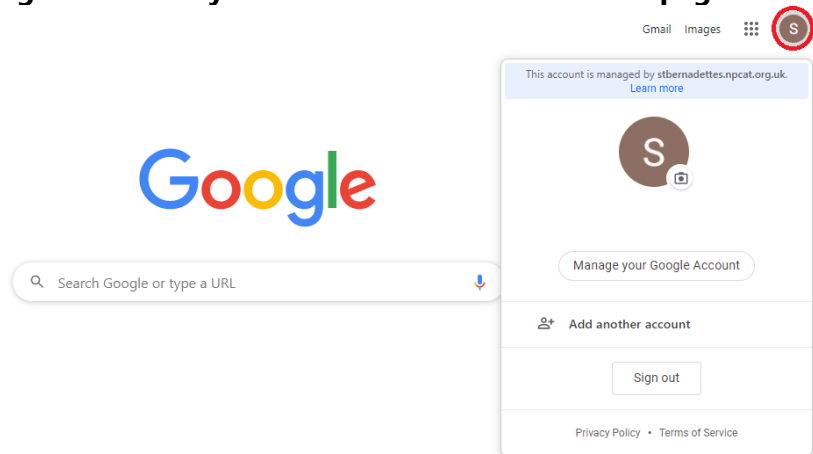 Gmail Images
S
This account is managed by stbernadettes.npcat.org.uk.
Learn more
S
Google
Manage your Google Account
Search Google or type a URL
Add another account
Sign out
Privacy Policy • Terms of Service